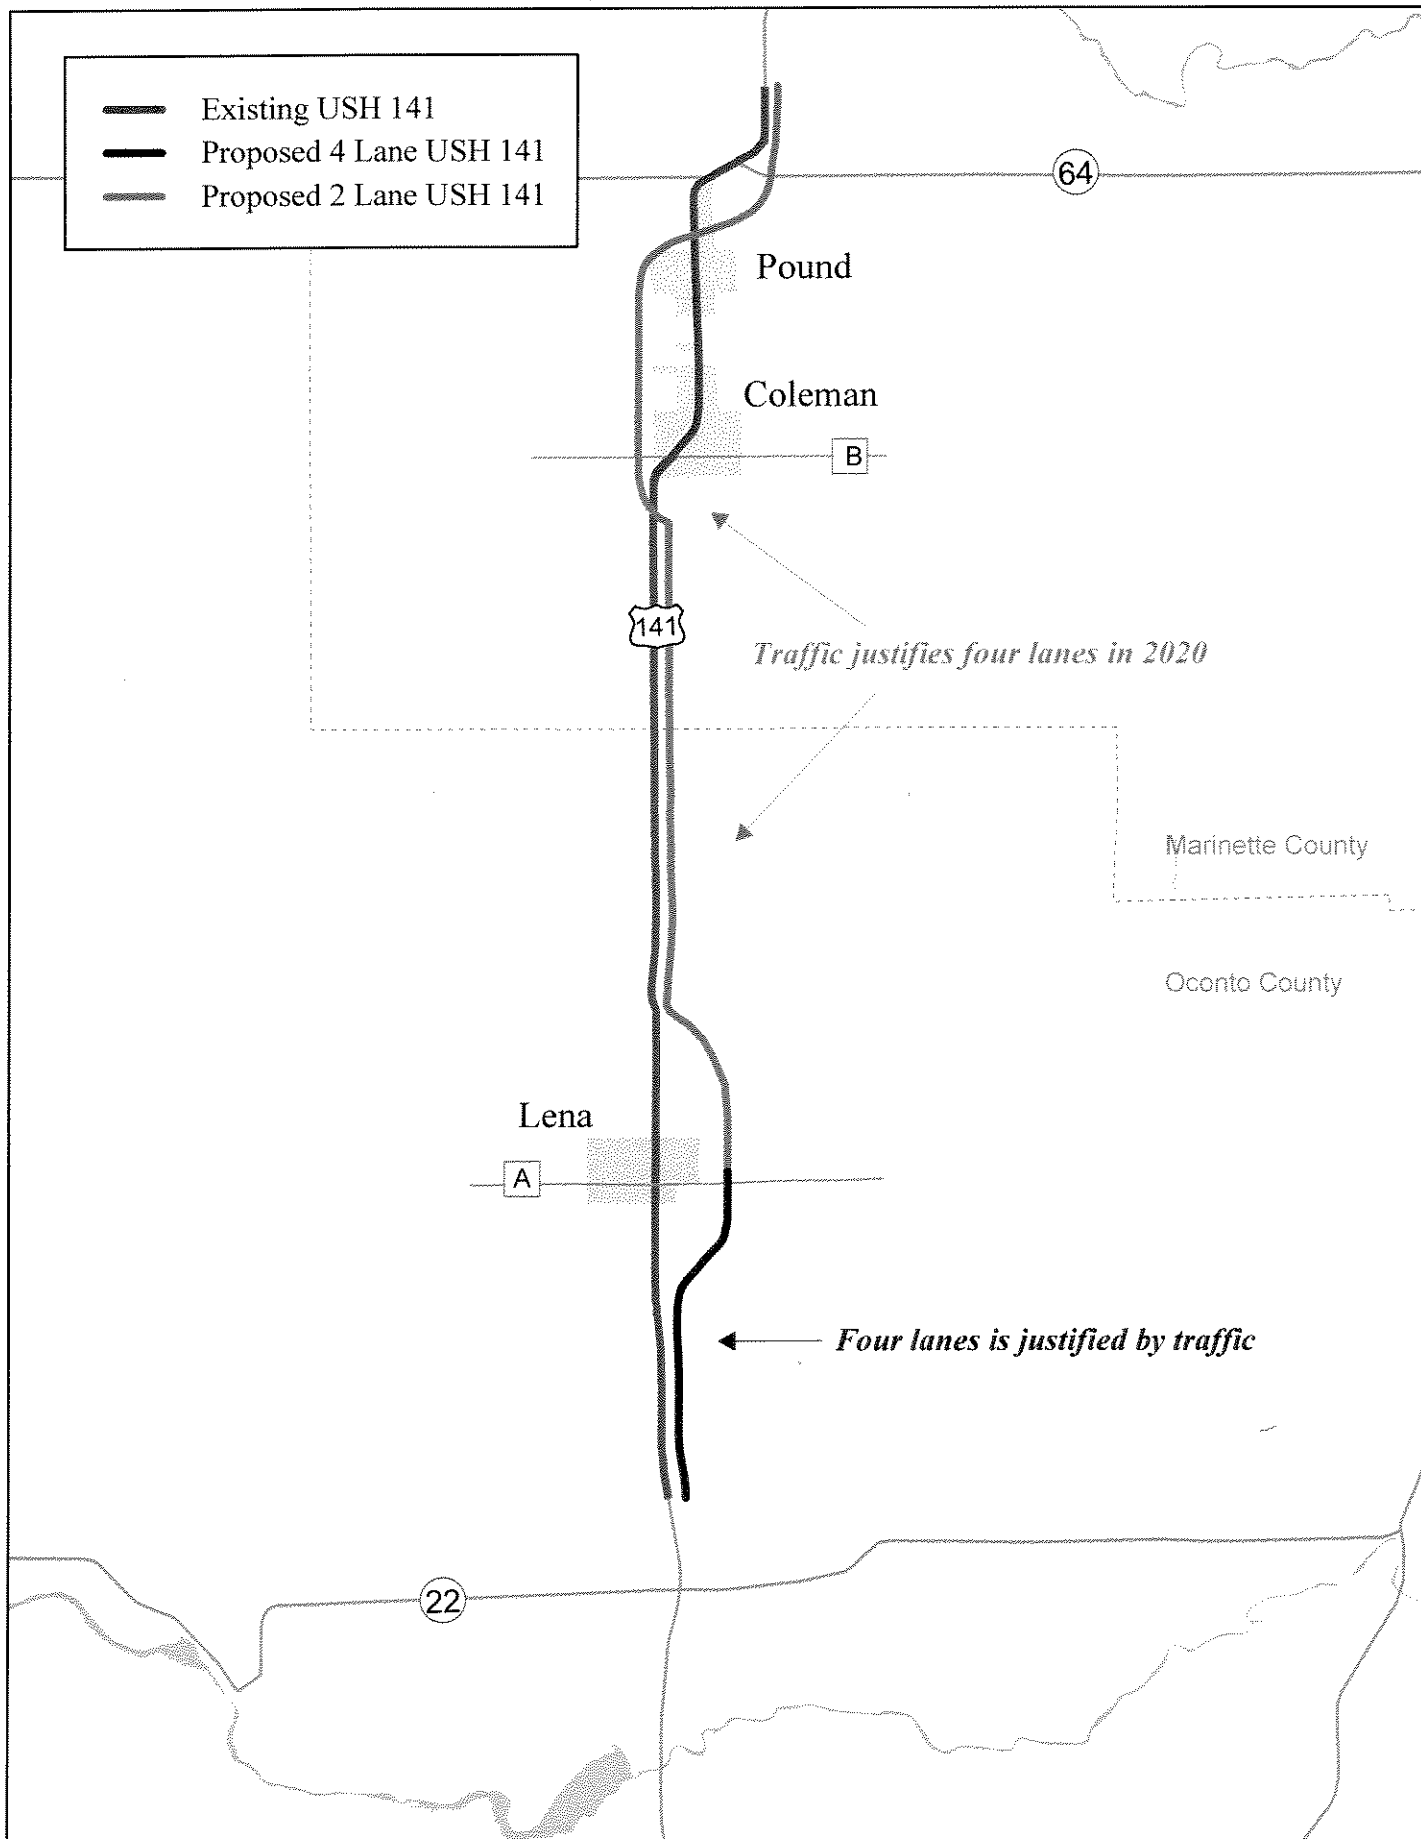 Existing USH 141
Proposed 4 Lane USH 141
Proposed 2 Lane USH 141
64
Pound
Coleman
B
141
Traffic justifies four lanes in 2020
Marinette County
Oconto County
Lena
A
Four lanes is justified by traffic
22